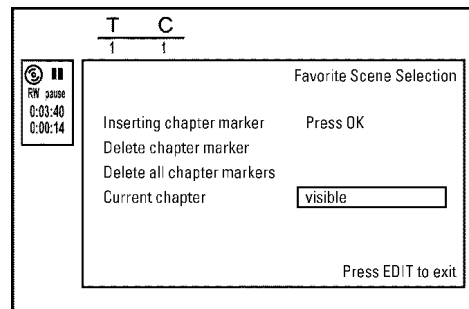 T C
1 1
RW pause
0:03:40
0:00:14
Favorite Scene Selection
Inserting chapter marker Press OK
Delete chapter marker
Delete all chapter markers
Current chapter visible
Press EDIT to exit